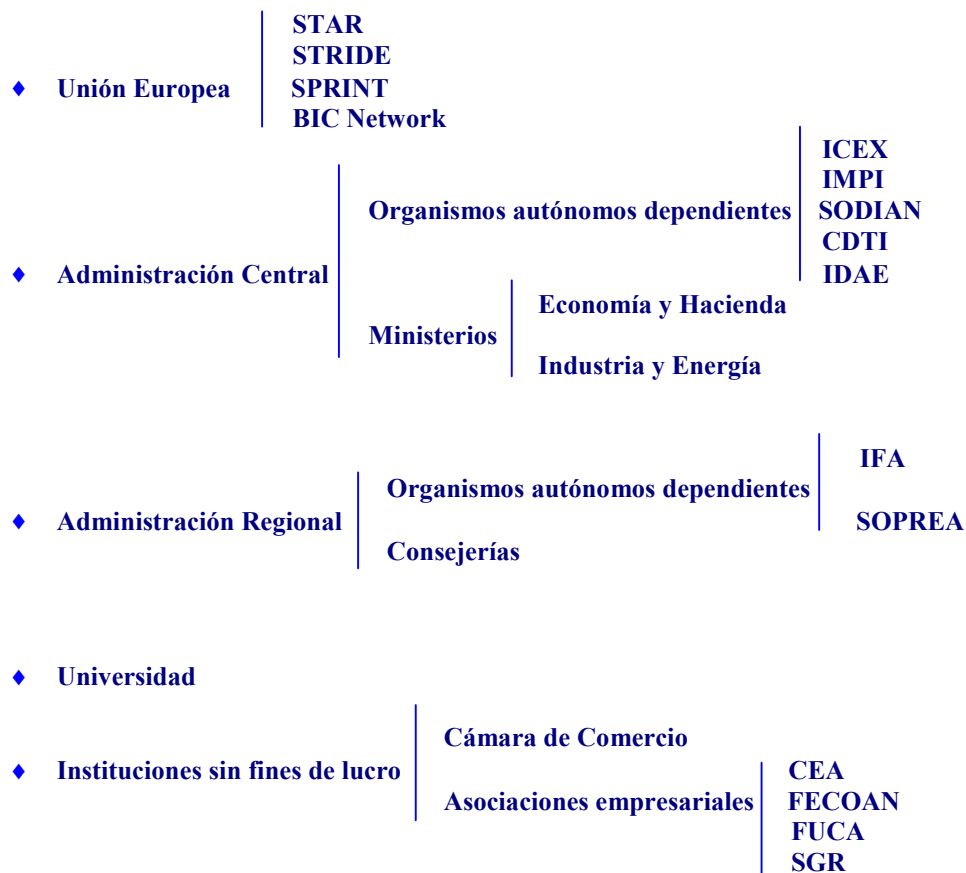 STAR
STRIDE
♦ Unión Europea SPRINT
BIC Network
ICEX
IMPI
Organismos autónomos dependientes SODIAN
CDTI
♦ Administración Central IDAE
Economía y Hacienda
Ministerios
Industria y Energía
IFA
Organismos autónomos dependientes
♦ Administración Regional SOPREA
Consejerías
♦ Universidad
Cámara de Comercio
♦ Instituciones sin fines de lucro CEA
Asociaciones empresariales FECOAN
FUCA
SGR